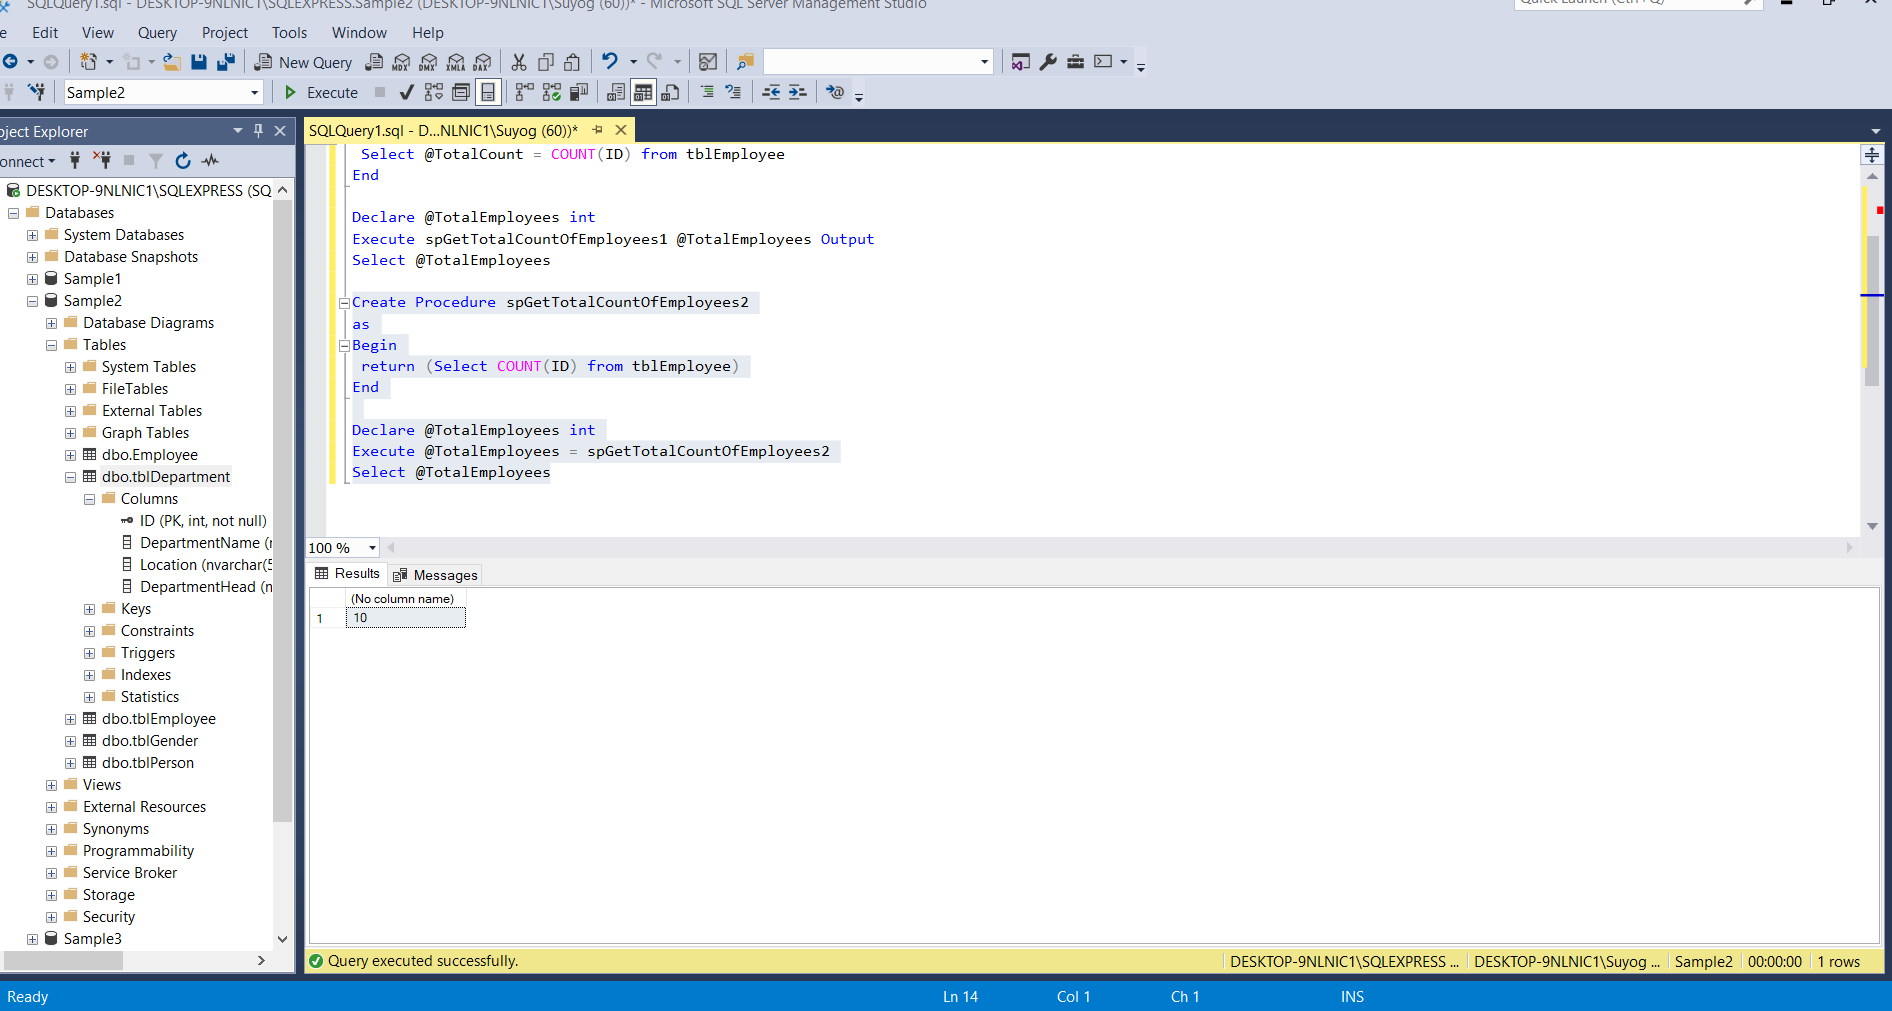 SQLQuery1.sql - DESKTOP-9NLNIC1\SQLEXPRESS.Sample2 (DESKTOP-9NLNIC1\Suyog (60))* - Microsoft SQL Server Management Studio
Quick Launch (Ctrl+Q)
e Edit View Query Project Tools Window Help
New Query MDX DMX XMLA DAX
Sample2 Execute
ject Explorer
SQLQuery1.sql - D...NLNIC1\Suyog (60))*
onnect
DESKTOP-9NLNIC1\SQLEXPRESS (SQ
Databases
System Databases
Database Snapshots
Sample1
Sample2
Database Diagrams
Tables
System Tables
FileTables
External Tables
Graph Tables
dbo.Employee
dbo.tblDepartment
Columns
ID (PK, int, not null)
DepartmentName (r
Location (nvarchar(5
DepartmentHead (n
Keys
Constraints
Triggers
Indexes
Statistics
dbo.tblEmployee
dbo.tblGender
dbo.tblPerson
Views
External Resources
Synonyms
Programmability
Service Broker
Storage
Security
Sample3
Select @TotalCount = COUNT(ID) from tblEmployee
End
Declare @TotalEmployees int
Execute spGetTotalCountOfEmployees1 @TotalEmployees Output
Select @TotalEmployees
Create Procedure spGetTotalCountOfEmployees2
as
Begin
return (Select COUNT(ID) from tblEmployee)
End
Declare @TotalEmployees int
Execute @TotalEmployees = spGetTotalCountOfEmployees2
Select @TotalEmployees
100 %
Results Messages
(No column name)
1 10
Query executed successfully. DESKTOP-9NLNIC1\SQLEXPRESS ... DESKTOP-9NLNIC1\Suyog ... Sample2 00:00:00 1 rows
Ready Ln 14 Col 1 Ch 1 INS